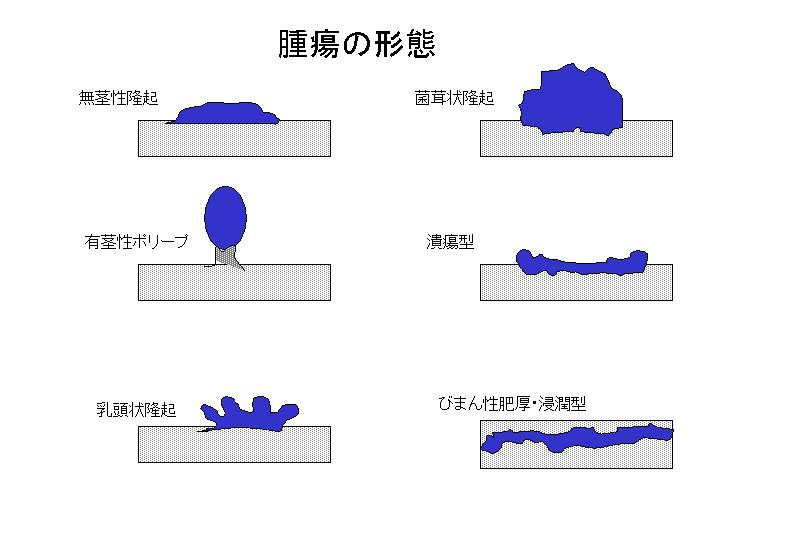 腫瘍の形態
無茎性隆起
菌茸状隆起
有茎性ポリープ
潰瘍型
乳頭状隆起
びまん性肥厚・浸潤型